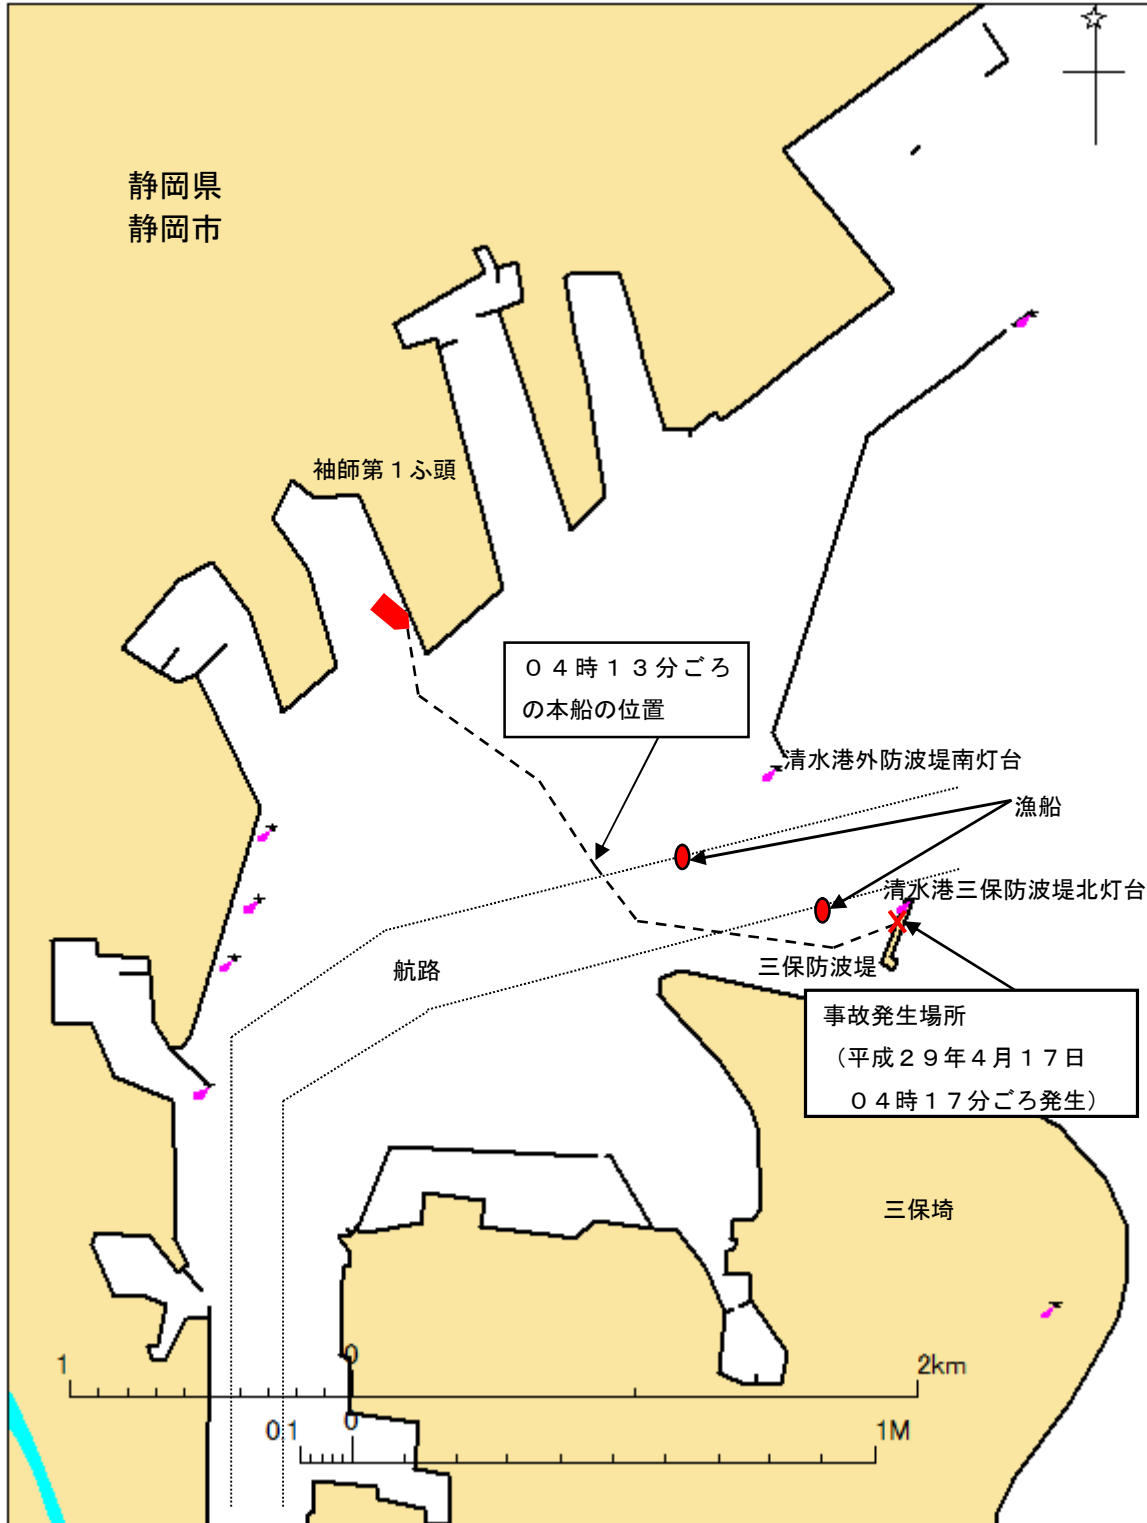 静岡県
静岡市
袖師第１ふ頭
０４時１３分ごろ
の本船の位置
清水港外防波堤南灯台
漁船
清水港三保防波堤北灯台
三保防波堤
航路
事故発生場所
（平成２９年４月１７日
０４時１７分ごろ発生）
三保埼
1 0 2km
0.1 0 1M